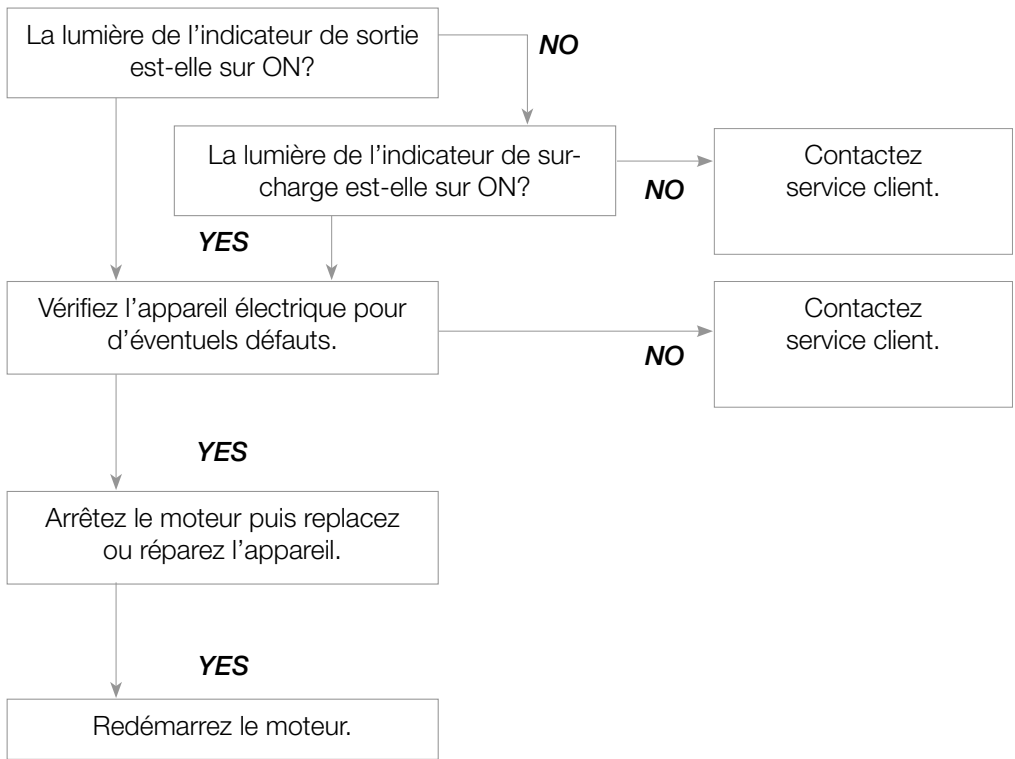 La lumière de l'indicateur de sortie
est-elle sur ON?
NO
La lumière de l'indicateur de sur-
charge est-elle sur ON?
NO
Contactez
service client.
YES
Vérifiez l'appareil électrique pour
d'éventuels défauts.
NO
Contactez
service client.
YES
Arrêtez le moteur puis replacez
ou réparez l'appareil.
YES
Redémarrez le moteur.